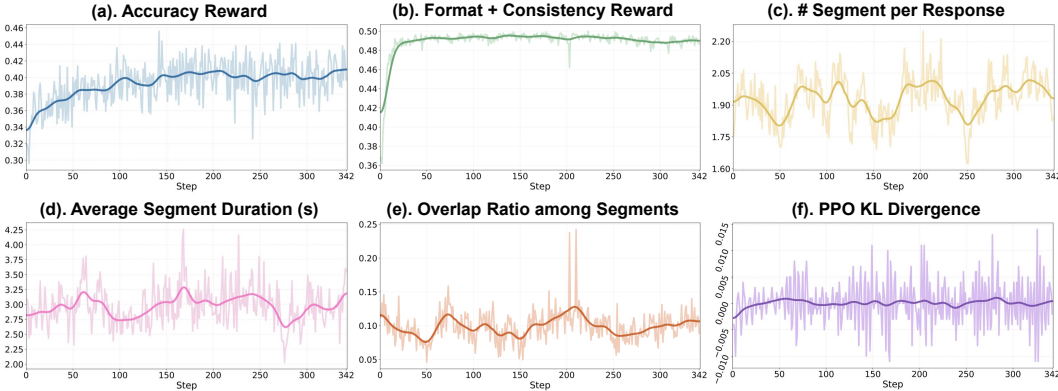 (a). Accuracy Reward
0.46
0.44
0.42
0.40
0.38
0.36
0.34
0.32
0.30
0 50 100 150 200 250 300 342
Step
(b). Format + Consistency Reward
0.50
0.48
0.46
0.44
0.42
0.40
0.38
0.36
0 50 100 150 200 250 300 342
Step
(c). # Segment per Response
2.20
2.05
1.90
1.75
1.60
0 50 100 150 200 250 300 342
Step
(d). Average Segment Duration (s)
4.25
4.00
3.75
3.50
3.25
3.00
2.75
2.50
2.25
2.00
0 50 100 150 200 250 300 342
Step
(e). Overlap Ratio among Segments
0.25
0.20
0.15
0.10
0.05
0 50 100 150 200 250 300 342
Step
(f). PPO KL Divergence
0.015
0.010
0.005
0.000
−0.005
−0.010
0 50 100 150 200 250 300 342
Step